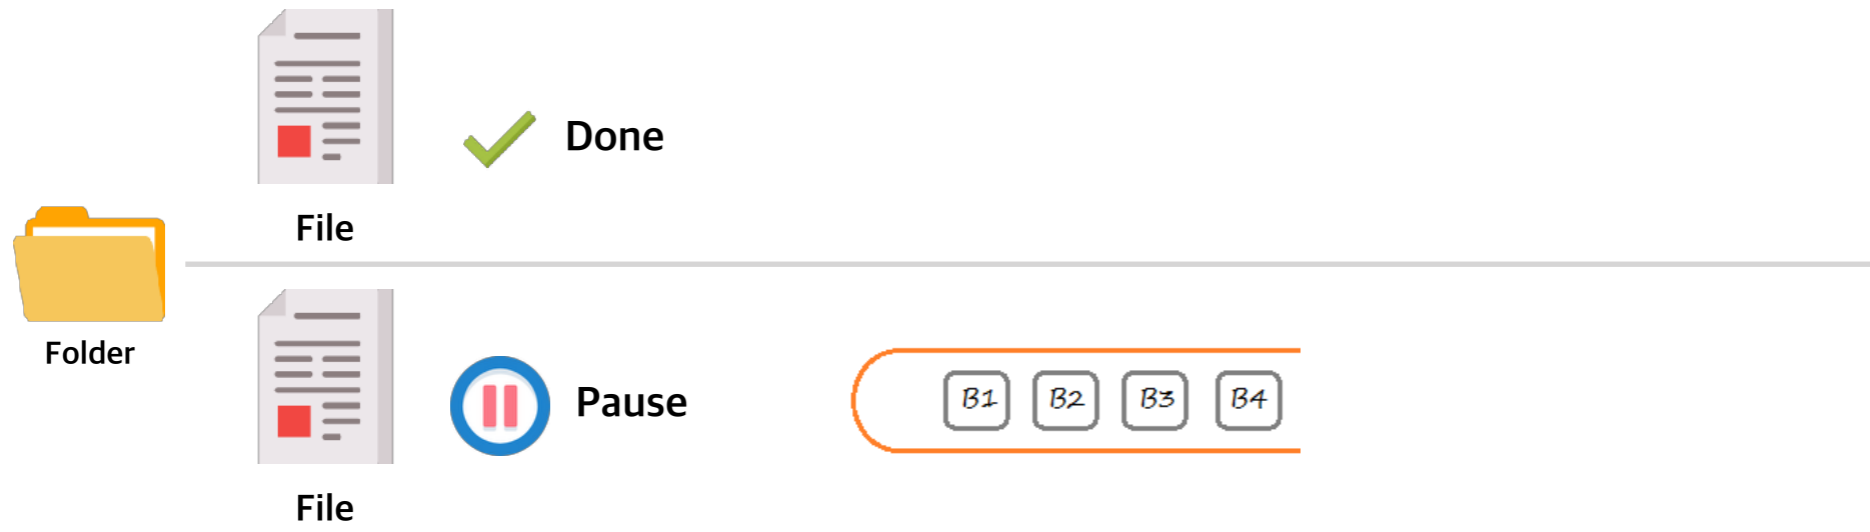 Done
File
Folder
Pause
B1 B2 B3 B4
File